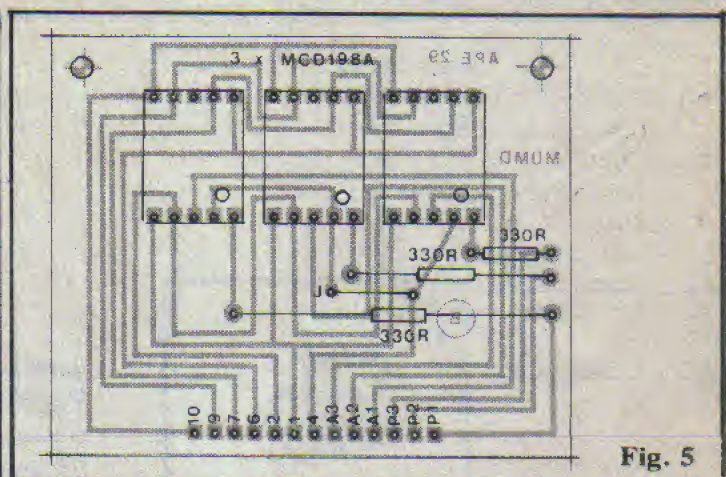 3 x MCD198A
APE 29
MUMD
330R
330R
J
330R
10 9 7 6 2 1 4 A3 A2 A1 P3 P2 P1
Fig. 5